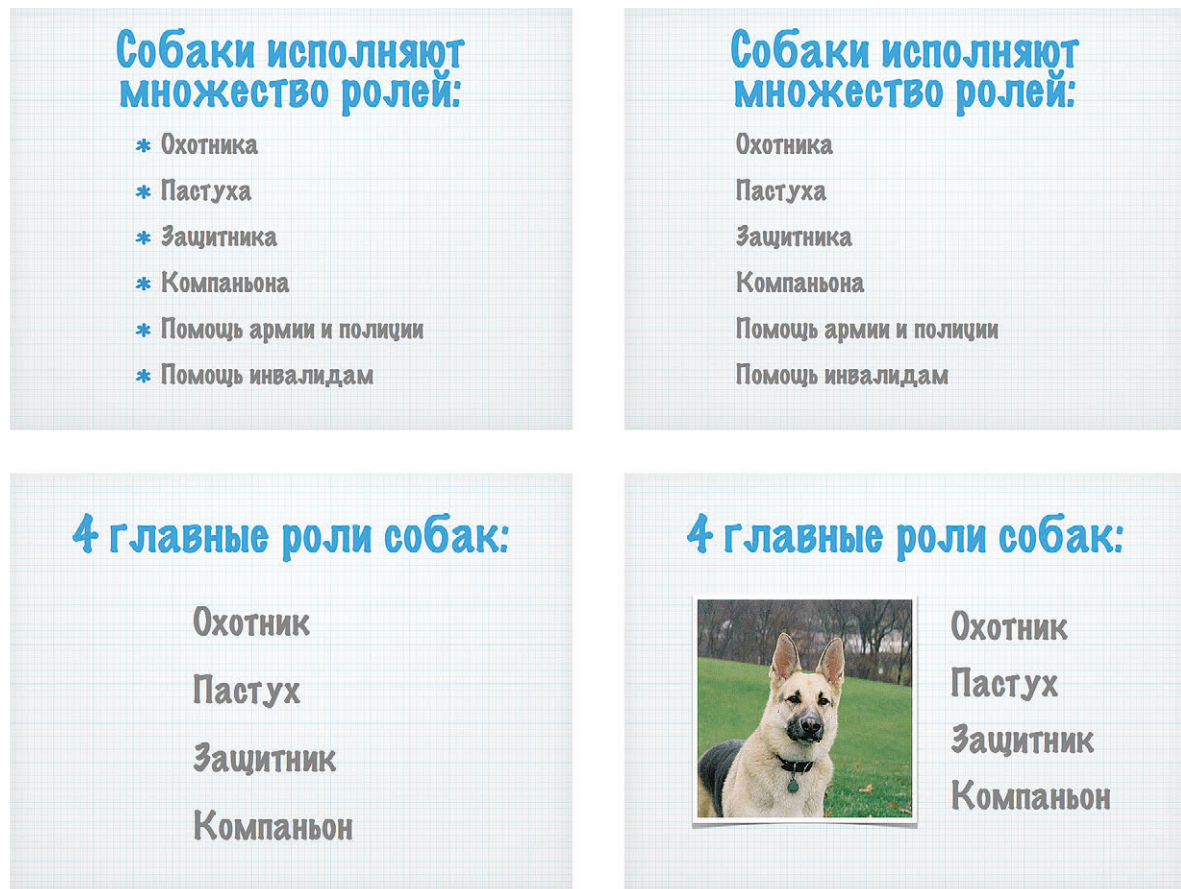 Собаки исполняют
множество ролей:
* Охотника
* Пастуха
* Защитника
* Компаньона
* Помощь армии и полиции
* Помощь инвалидам
Собаки исполняют
множество ролей:
Охотника
Пастуха
Защитника
Компаньона
Помощь армии и полиции
Помощь инвалидам
4 главные роли собак:
Охотник
Пастух
Защитник
Компаньон
4 главные роли собак:
Охотник
Пастух
Защитник
Компаньон